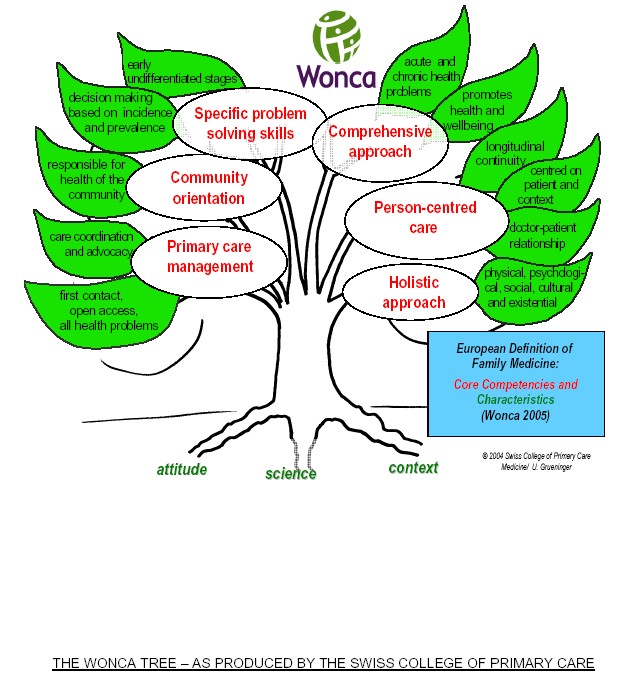 Wonca
early
undifferentiated stages
decision making
based on incidence
and prevalence
responsible for
health of the
community
care coordination
and advocacy
first contact,
open access,
all health problems
Specific problem
solving skills
Community
orientation
Primary care
management
Comprehensive
approach
Person-centred
care
Holistic
approach
acute and
chronic health
problems
promotes
health and
wellbeing
longitudinal
continuity
centred on
patient and
context
doctor-patient
relationship
physical, psychologi-
cal, social, cultural
and existential
European Definition of
Family Medicine:
Core Competencies and
Characteristics
(Wonca 2005)
© 2004 Swiss College of Primary Care
Medicine/ U. Grueninger
attitude
science
context
THE WONCA TREE – AS PRODUCED BY THE SWISS COLLEGE OF PRIMARY CARE